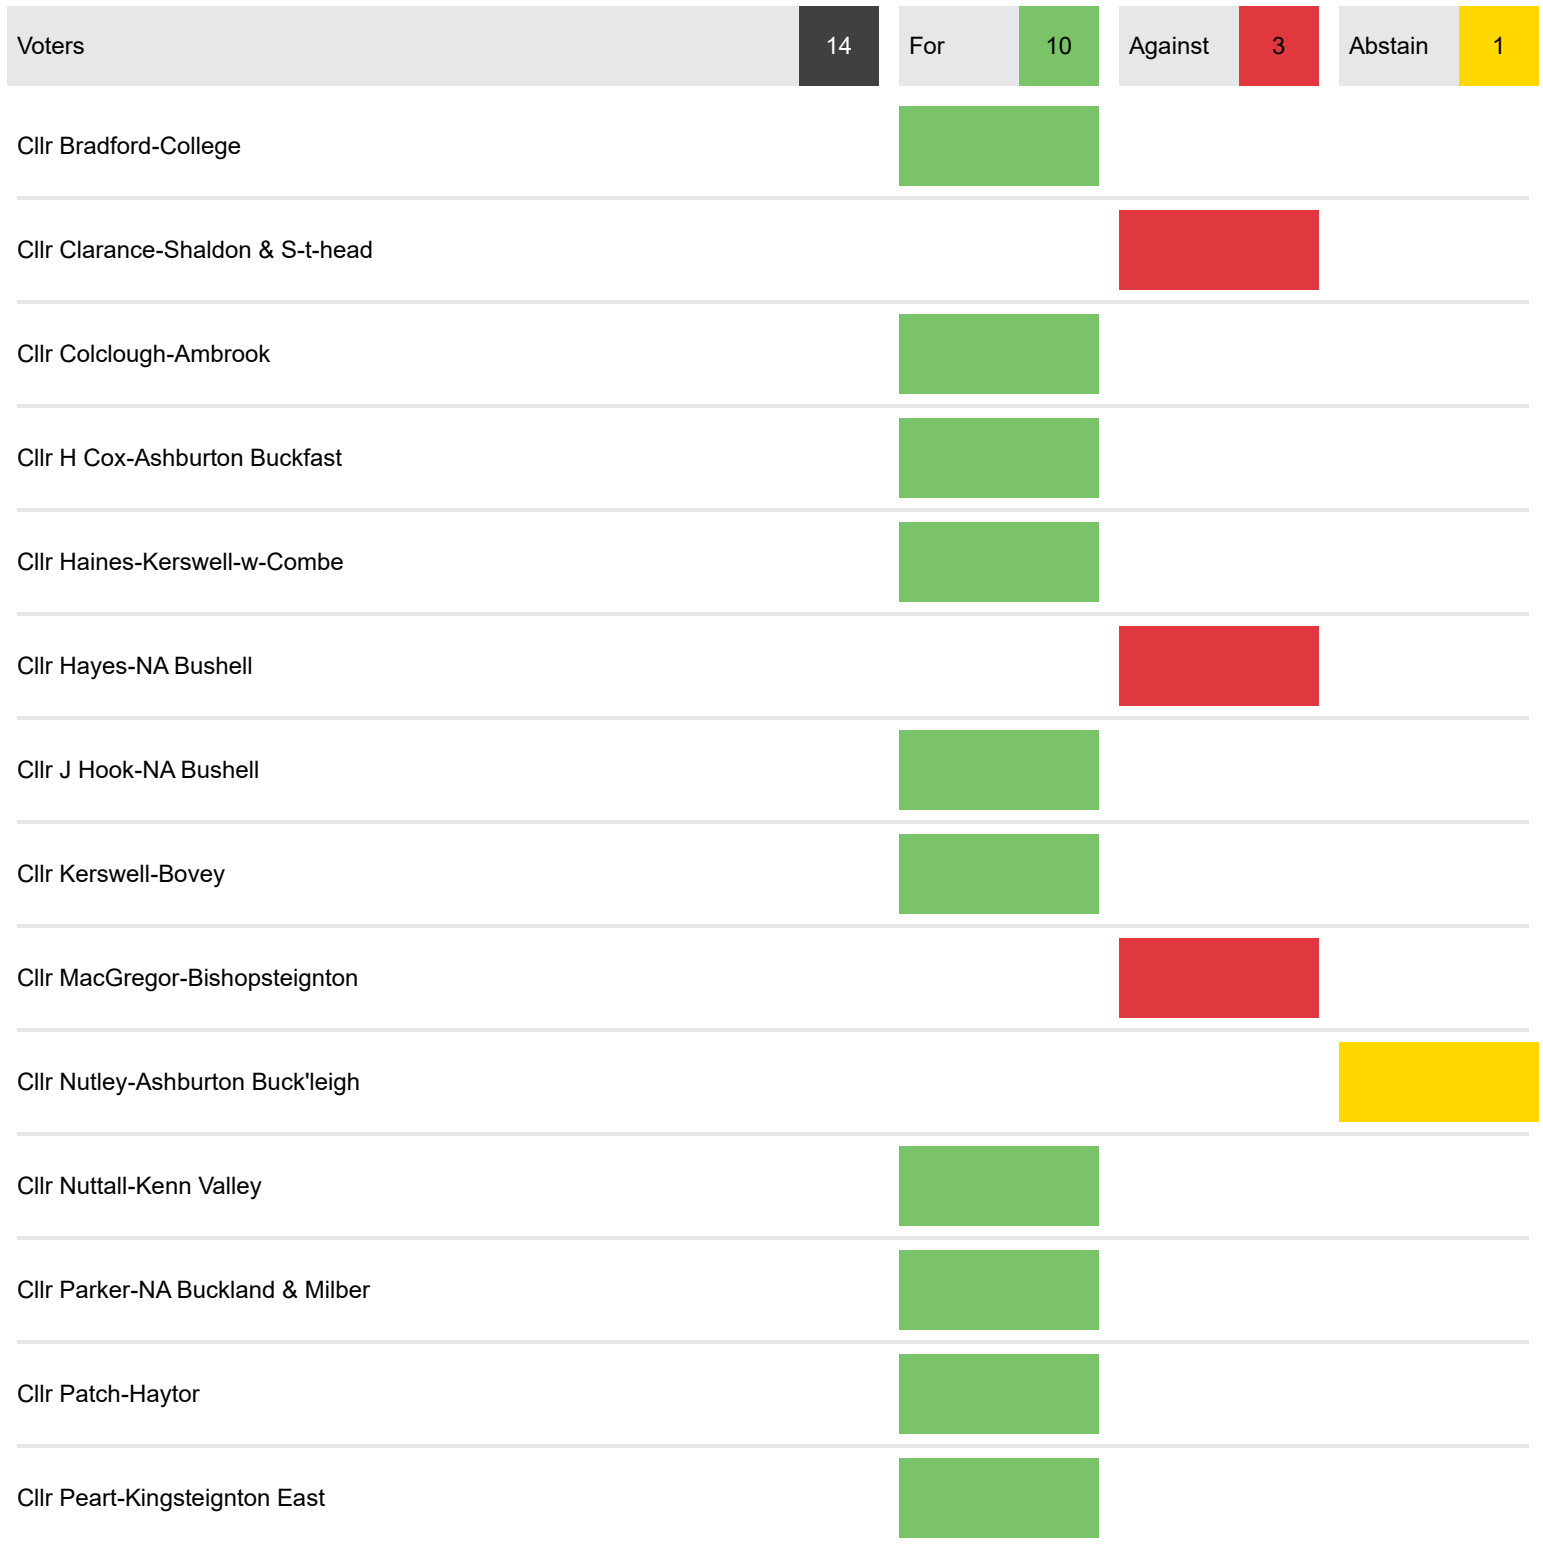 Voters 14 For 10 Against 3 Abstain 1
Cllr Bradford-College
Cllr Clarance-Shaldon & S-t-head
Cllr Colclough-Ambrook
Cllr H Cox-Ashburton Buckfast
Cllr Haines-Kerswell-w-Combe
Cllr Hayes-NA Bushell
Cllr J Hook-NA Bushell
Cllr Kerswell-Bovey
Cllr MacGregor-Bishopsteignton
Cllr Nutley-Ashburton Buck'leigh
Cllr Nuttall-Kenn Valley
Cllr Parker-NA Buckland & Milber
Cllr Patch-Haytor
Cllr Peart-Kingsteignton East